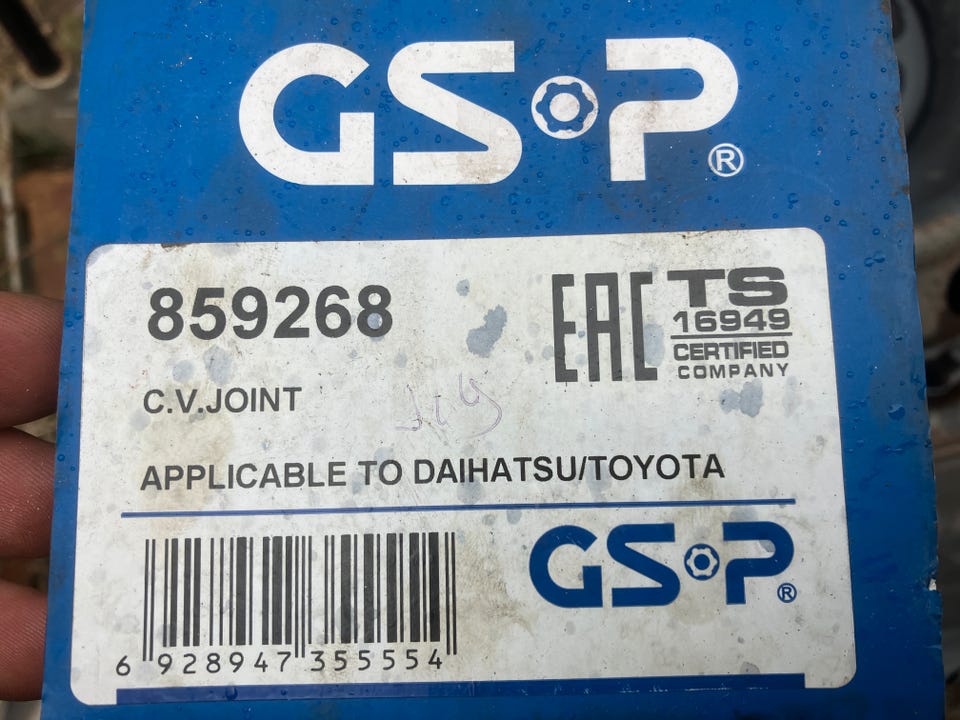 GSP®
859268
EAC
TS
16949
CERTIFIED
COMPANY
C.V.JOINT
APPLICABLE TO DAIHATSU/TOYOTA
GSP®
6 928947 355554